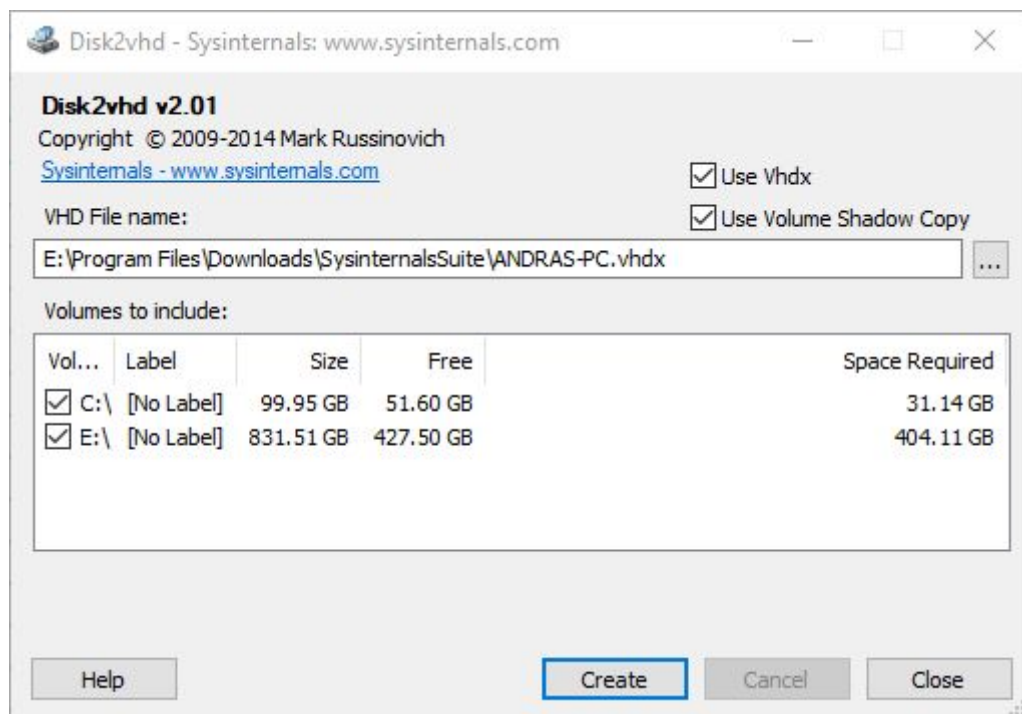 Disk2vhd - Sysinternals: www.sysinternals.com
Disk2vhd v2.01
Copyright © 2009-2014 Mark Russinovich
Sysinternals - www.sysinternals.com
Use Vhdx
VHD File name:
Use Volume Shadow Copy
E:\Program Files\Downloads\SysinternalsSuite\ANDRAS-PC.vhdx
...
Volumes to include:
Vol... Label Size Free Space Required
C:\ [No Label] 99.95 GB 51.60 GB 31.14 GB
E:\ [No Label] 831.51 GB 427.50 GB 404.11 GB
Help Create Cancel Close